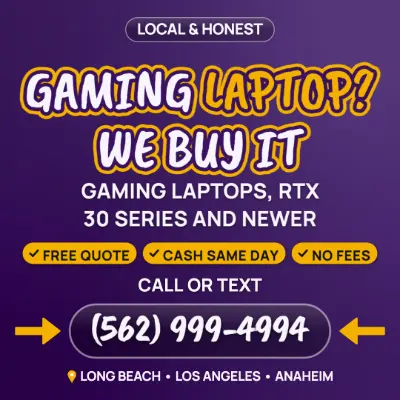 LOCAL & HONEST
GAMING LAPTOP?
WE BUY IT
GAMING LAPTOPS, RTX
30 SERIES AND NEWER
✓ FREE QUOTE ✓ CASH SAME DAY ✓ NO FEES
CALL OR TEXT
(562) 999-4994
LONG BEACH • LOS ANGELES • ANAHEIM